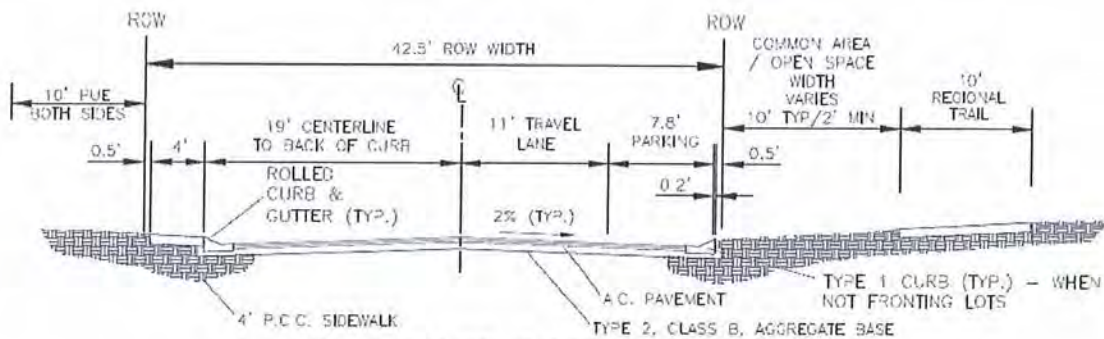 ROW
ROW
42.5' ROW WIDTH
COMMON AREA
/ OPEN SPACE
WIDTH
VARIES
10' TYP/2' MIN
10'
REGIONAL
TRAIL
10' PUE
BOTH SIDES
℄
19' CENTERLINE
TO BACK OF CURB
11' TRAVEL
LANE
7.8'
PARKING
0.5'
4'
0.5'
0.2'
ROLLED
CURB &
GUTTER (TYP.)
2% (TYP.)
4' P.C.C. SIDEWALK
A.C. PAVEMENT
TYPE 2, CLASS B, AGGREGATE BASE
TYPE 1 CURB (TYP.) – WHEN
NOT FRONTING LOTS